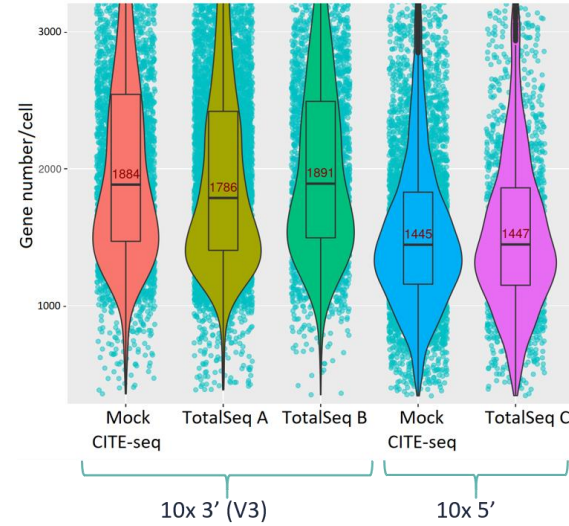 Gene number/cell
3000
2000
1000
1884
1786
1891
1445
1447
Mock
CITE-seq
TotalSeq A
TotalSeq B
Mock
CITE-seq
TotalSeq C
10x 3’ (V3)
10x 5’